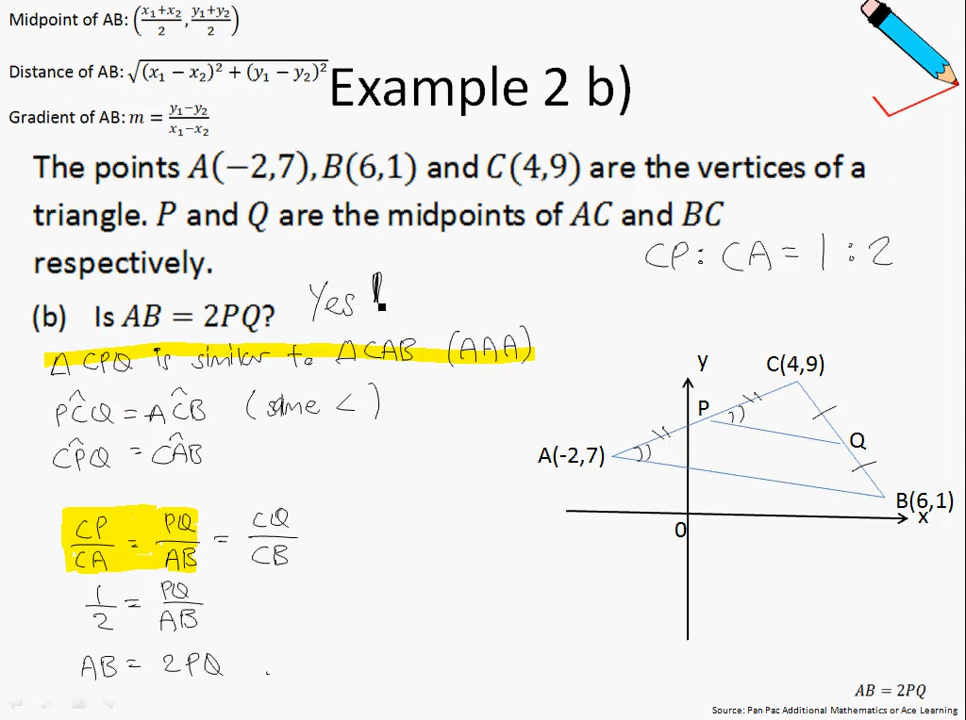 Midpoint of AB: (x₁+x₂/2, y₁+y₂/2)
Distance of AB: √(x₁ − x₂)² + (y₁ − y₂)²
Gradient of AB: m = y₁−y₂/x₁−x₂
Example 2 b)
The points A(−2,7), B(6,1) and C(4,9) are the vertices of a
triangle. P and Q are the midpoints of AC and BC
respectively.
CP : CA = 1 : 2
(b) Is AB = 2PQ?
Yes !
△ CPQ is similar to △CAB (AAA)
PĈQ = AĈB (same <)
CP̂Q = CÂB
CP/CA = PQ/AB = CQ/CB
1/2 = PQ/AB
AB = 2PQ
y
C(4,9)
P
Q
A(-2,7)
B(6,1)
x
0
AB = 2PQ
Source: Pan Pac Additional Mathematics or Ace Learning